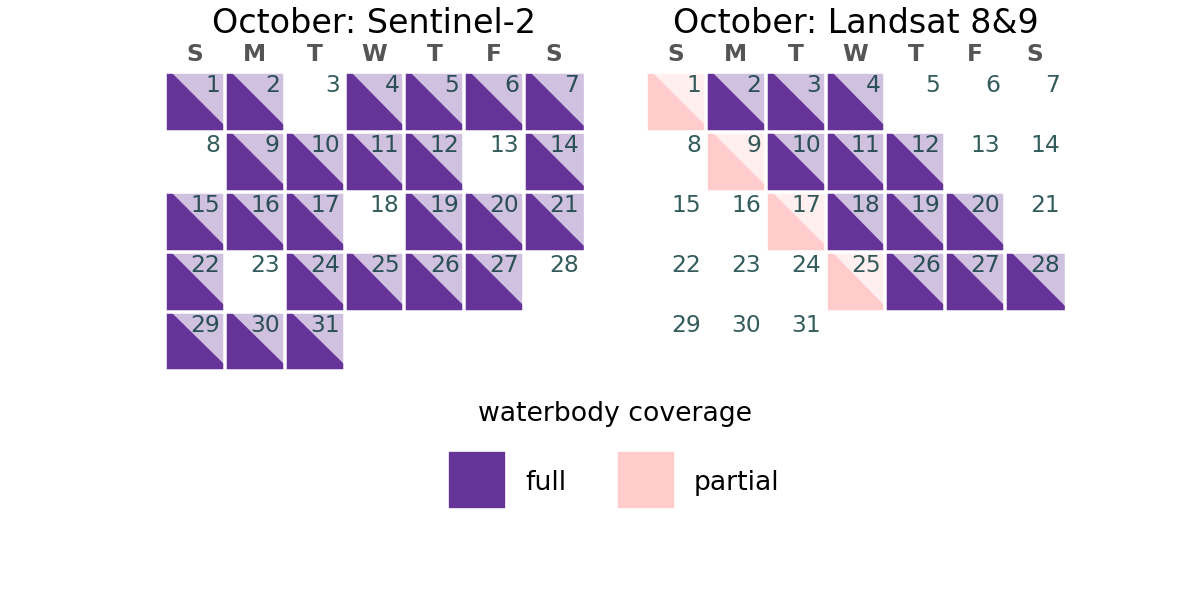 October: Sentinel-2
S M T W T F S
1 2 3 4 5 6 7
8 9 10 11 12 13 14
15 16 17 18 19 20 21
22 23 24 25 26 27 28
29 30 31
October: Landsat 8&9
S M T W T F S
1 2 3 4 5 6 7
8 9 10 11 12 13 14
15 16 17 18 19 20 21
22 23 24 25 26 27 28
29 30 31
waterbody coverage
full
partial